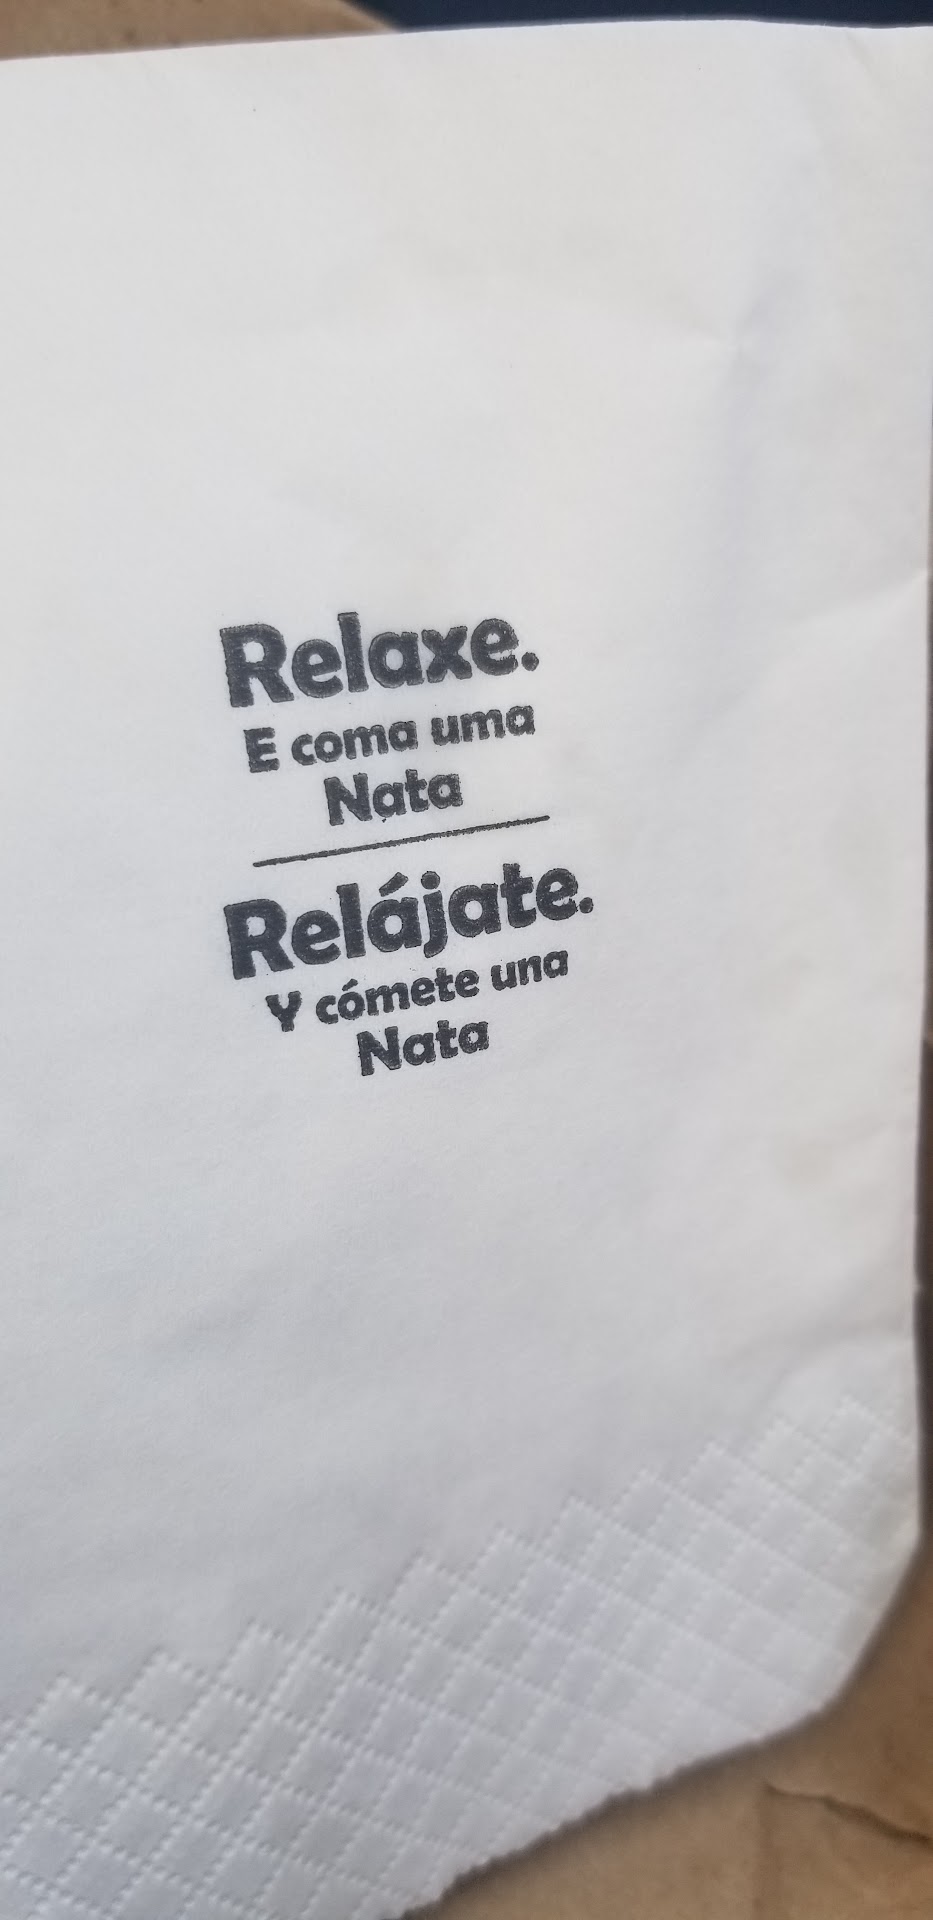 Relaxe.
E coma uma
Nata
Relájate.
Y cómete una
Nata